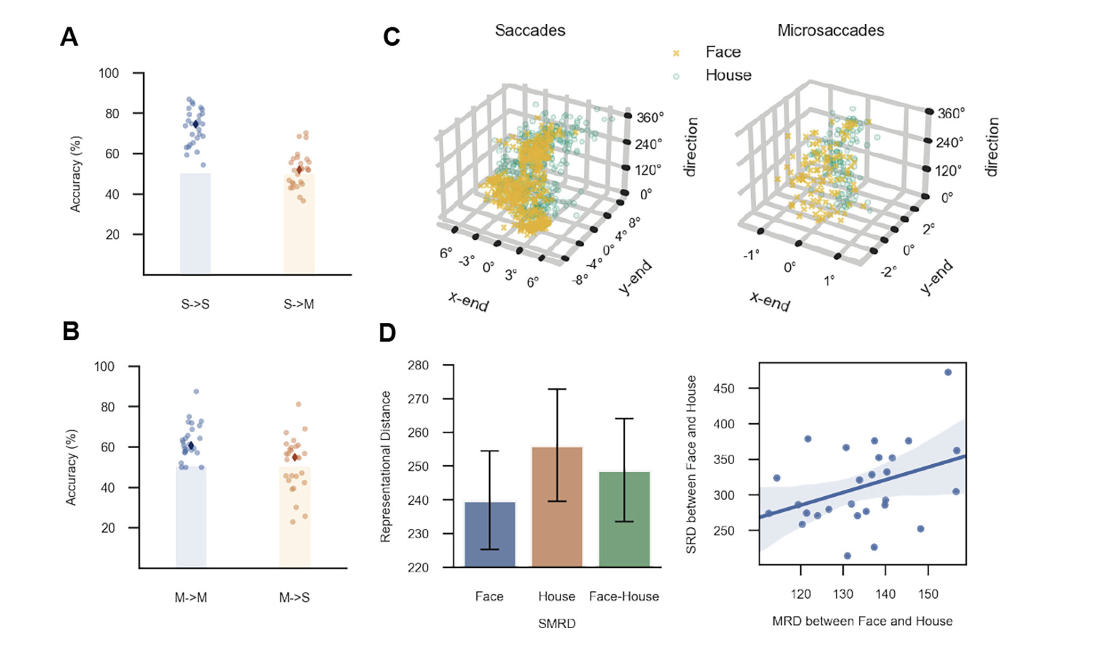 A
100
80
60
40
20
Accuracy (%)
S->S
S->M
B
100
80
60
40
20
Accuracy (%)
M->M
M->S
C
Saccades
Microsaccades
Face
House
360°
240°
120°
0°
direction
8°
4°
0°
-4°
-8°
y-end
6°
-3°
0°
3°
6°
x-end
360°
240°
120°
0°
direction
2°
0°
-2°
y-end
-1°
0°
1°
x-end
D
280
270
260
250
240
230
220
Representational Distance
Face
House
Face-House
SMRD
450
400
350
300
250
SRD between Face and House
120
130
140
150
MRD between Face and House